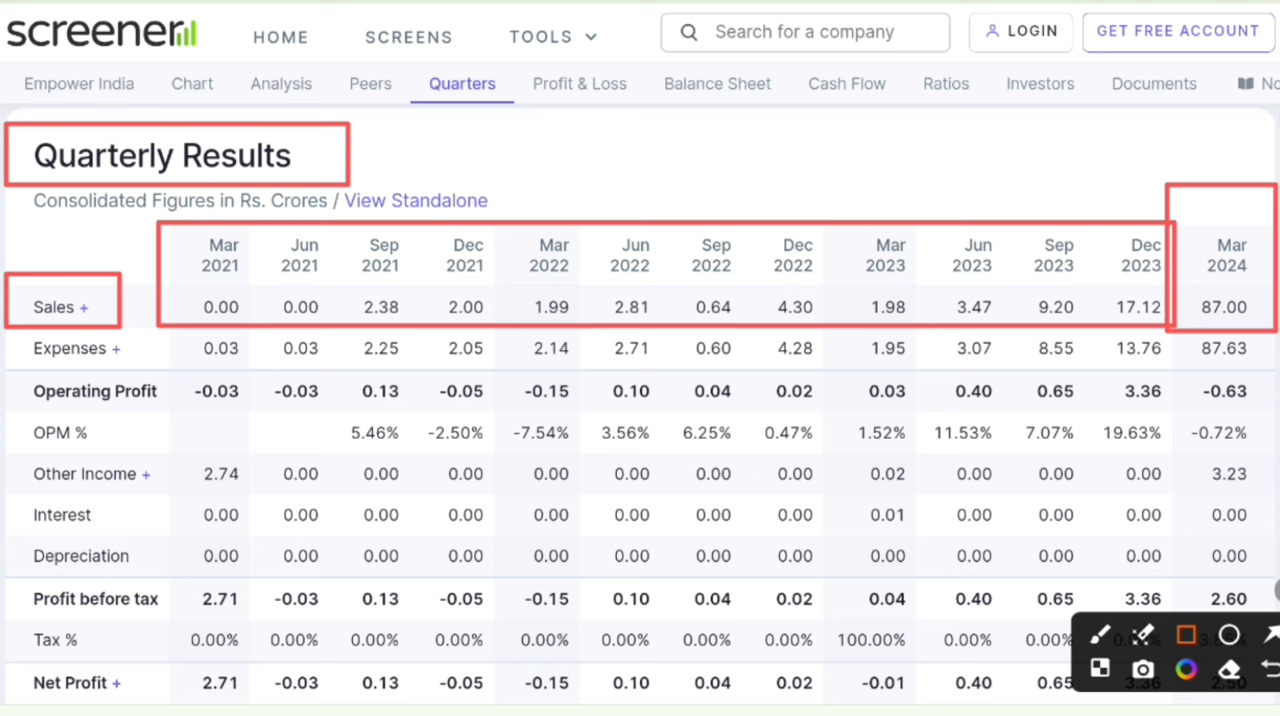 screener HOME SCREENS TOOLS Search for a company LOGIN GET FREE ACCOUNT
Empower India Chart Analysis Peers Quarters Profit & Loss Balance Sheet Cash Flow Ratios Investors Documents
Quarterly Results
Consolidated Figures in Rs. Crores / View Standalone
Mar Jun Sep Dec Mar Jun Sep Dec Mar Jun Sep Dec Mar
2021 2021 2021 2021 2022 2022 2022 2022 2023 2023 2023 2023 2024
Sales + 0.00 0.00 2.38 2.00 1.99 2.81 0.64 4.30 1.98 3.47 9.20 17.12 87.00
Expenses + 0.03 0.03 2.25 2.05 2.14 2.71 0.60 4.28 1.95 3.07 8.55 13.76 87.63
Operating Profit -0.03 -0.03 0.13 -0.05 -0.15 0.10 0.04 0.02 0.03 0.40 0.65 3.36 -0.63
OPM % 5.46% -2.50% -7.54% 3.56% 6.25% 0.47% 1.52% 11.53% 7.07% 19.63% -0.72%
Other Income + 2.74 0.00 0.00 0.00 0.00 0.00 0.00 0.00 0.02 0.00 0.00 0.00 3.23
Interest 0.00 0.00 0.00 0.00 0.00 0.00 0.00 0.00 0.01 0.00 0.00 0.00 0.00
Depreciation 0.00 0.00 0.00 0.00 0.00 0.00 0.00 0.00 0.00 0.00 0.00 0.00 0.00
Profit before tax 2.71 -0.03 0.13 -0.05 -0.15 0.10 0.04 0.02 0.04 0.40 0.65 3.36 2.60
Tax % 0.00% 0.00% 0.00% 0.00% 0.00% 0.00% 0.00% 0.00% 100.00% 0.00% 0.00%
Net Profit + 2.71 -0.03 0.13 -0.05 -0.15 0.10 0.04 0.02 -0.01 0.40 0.65 3.36 2.50